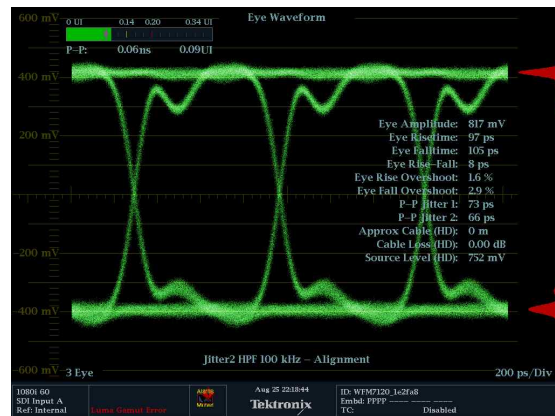 600 mV
Eye Waveform
0 UI 0.14 0.20 0.34 UI
P-P: 0.06ns 0.09UI
400 mV
Eye Amplitude: 817 mV
Eye Risetime: 97 ps
200 mV
Eye Falltime: 105 ps
Eye Rise-Fall: 8 ps
Eye Rise Overshoot: 1.6 %
Eye Fall Overshoot: 2.9 %
0 mV
P-P Jitter 1: 73 ps
P-P Jitter 2: 66 ps
Approx Cable (HD): 0 m
Cable Loss (HD): 0.00 dB
-200 mV
Source Level (HD): 752 mV
-400 mV
Jitter2 HPF 100 kHz - Alignment
-600 mV
3 Eye
200 ps/Div
1080i 60
SDI Input A
Ref: Internal
Luma Gamut Error
Aug 25 22:18:44
Tektronix
ID: WFM7120_1e2fa8
Embd: PPPP ---- ---- ----
TC: Disabled